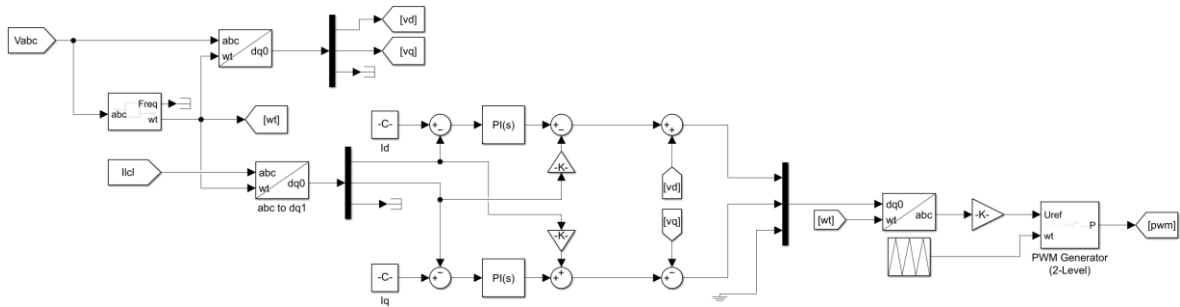 Vabc
abc
wt
dq0
[vd]
[vq]
abc
Freq
wt
[wt]
Ilcl
abc
wt
dq0
abc to dq1
-C-
Id
PI(s)
-K-
[vd]
[vq]
-K-
-C-
Iq
PI(s)
[wt]
dq0
wt
abc
-K-
Uref
wt
P
PWM Generator
(2-Level)
[pwm]